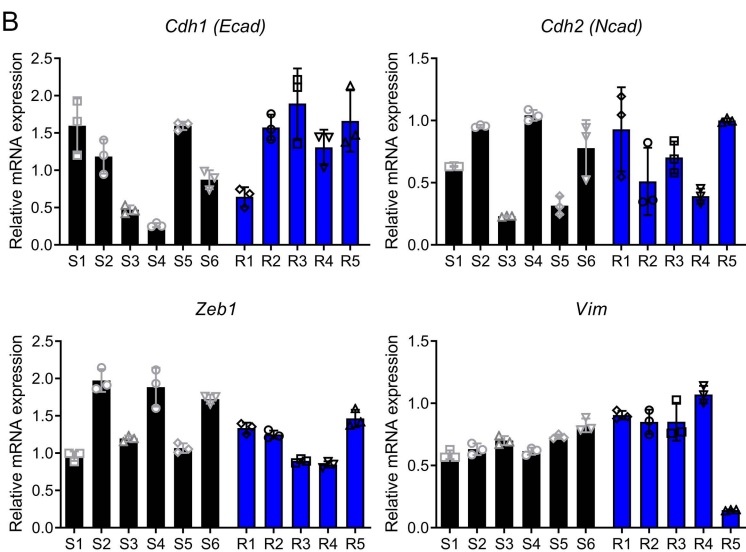 B
Cdh1 (Ecad)
Relative mRNA expression
2.5
2.0
1.5
1.0
0.5
0.0
S1 S2 S3 S4 S5 S6 R1 R2 R3 R4 R5
Cdh2 (Ncad)
Relative mRNA expression
1.5
1.0
0.5
0.0
S1 S2 S3 S4 S5 S6 R1 R2 R3 R4 R5
Zeb1
Relative mRNA expression
2.5
2.0
1.5
1.0
0.5
0.0
S1 S2 S3 S4 S5 S6 R1 R2 R3 R4 R5
Vim
Relative mRNA expression
1.5
1.0
0.5
0.0
S1 S2 S3 S4 S5 S6 R1 R2 R3 R4 R5